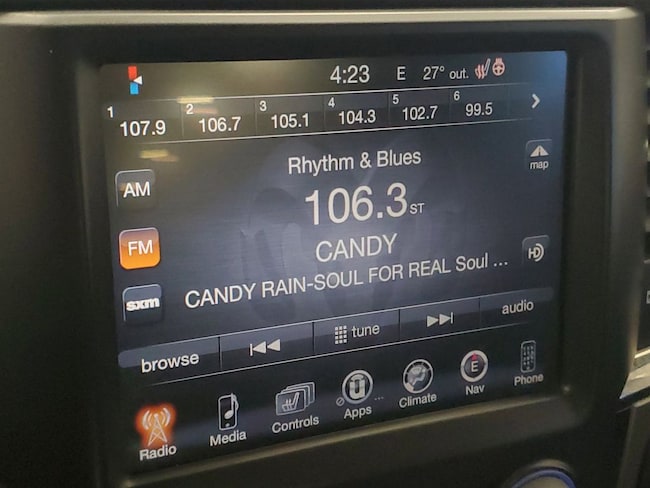 4:23 E 27° out.
1 107.9 2 106.7 3 105.1 4 104.3 5 102.7 6 99.5 >
Rhythm & Blues
map
AM
106.3 ST
FM
CANDY
HD
CANDY RAIN-SOUL FOR REAL Soul ...
sxm
browse tune audio
Radio Media Controls Apps ... Climate E Nav Phone